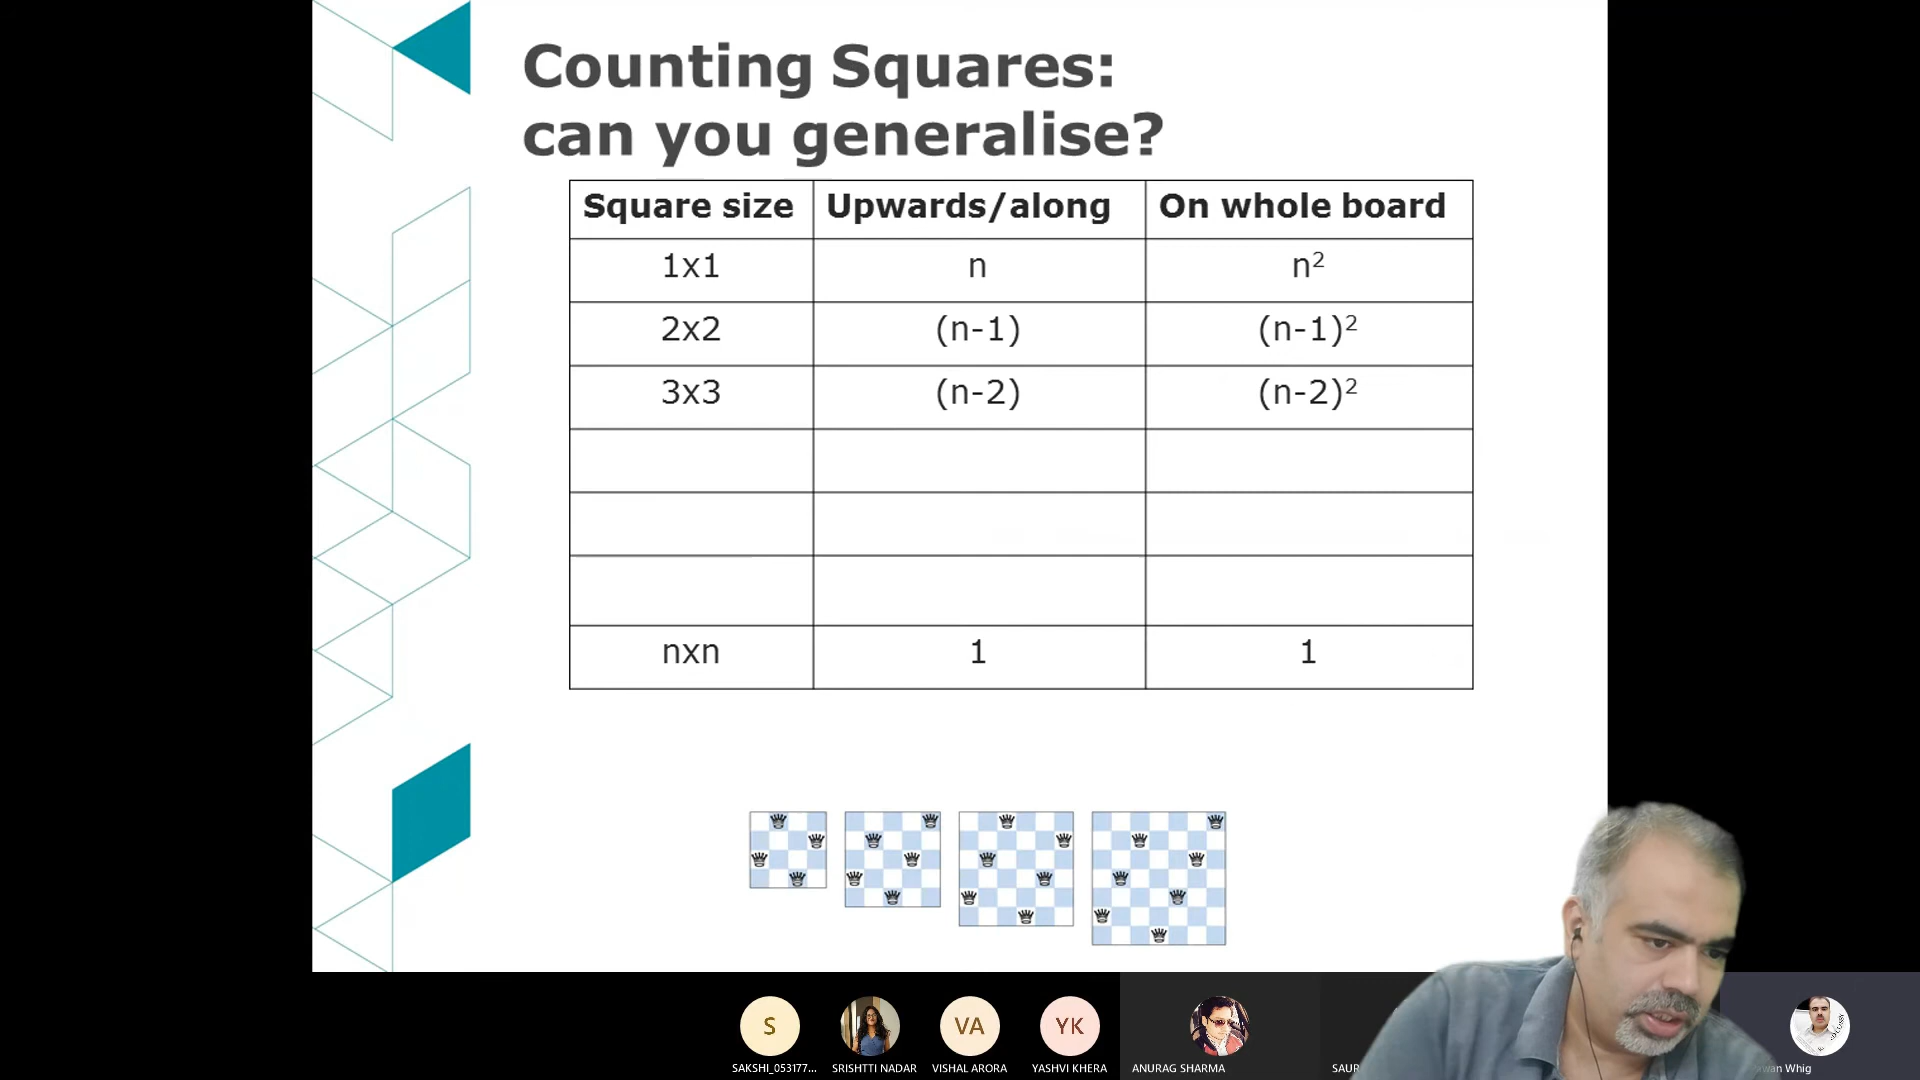 Counting Squares:
can you generalise?
Square size Upwards/along On whole board
1x1 n n²
2x2 (n-1) (n-1)²
3x3 (n-2) (n-2)²
nxn 1 1
S VA YK
SAKSHI_053177... SRISHTTI NADAR VISHAL ARORA YASHVI KHERA ANURAG SHARMA SAUR Whig